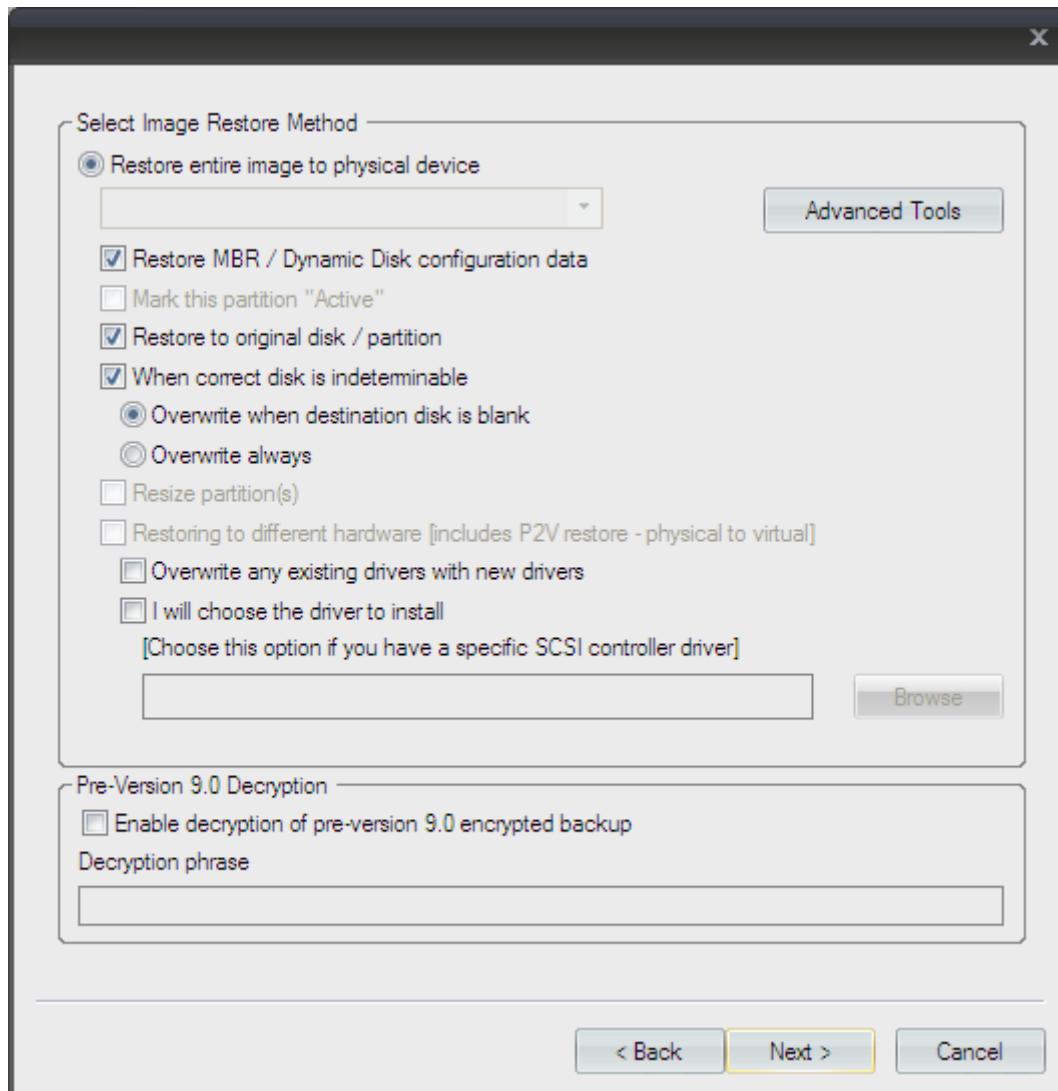 Select Image Restore Method
Restore entire image to physical device
Advanced Tools
Restore MBR / Dynamic Disk configuration data
Mark this partition "Active"
Restore to original disk / partition
When correct disk is indeterminable
Overwrite when destination disk is blank
Overwrite always
Resize partition(s)
Restoring to different hardware [includes P2V restore - physical to virtual]
Overwrite any existing drivers with new drivers
I will choose the driver to install
[Choose this option if you have a specific SCSI controller driver]
Browse
Pre-Version 9.0 Decryption
Enable decryption of pre-version 9.0 encrypted backup
Decryption phrase
< Back Next > Cancel